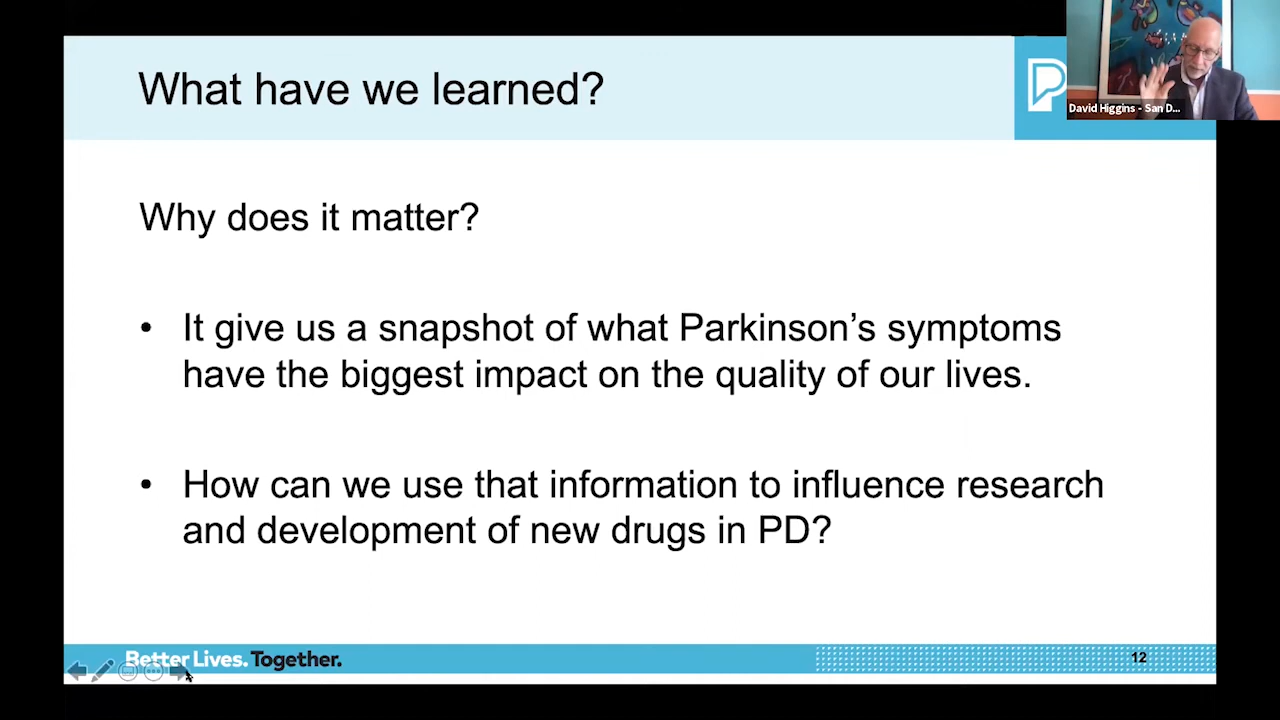 What have we learned?
P
David Higgins - San D...
Why does it matter?
• It give us a snapshot of what Parkinson’s symptoms
have the biggest impact on the quality of our lives.
• How can we use that information to influence research
and development of new drugs in PD?
Better Lives. Together.
12